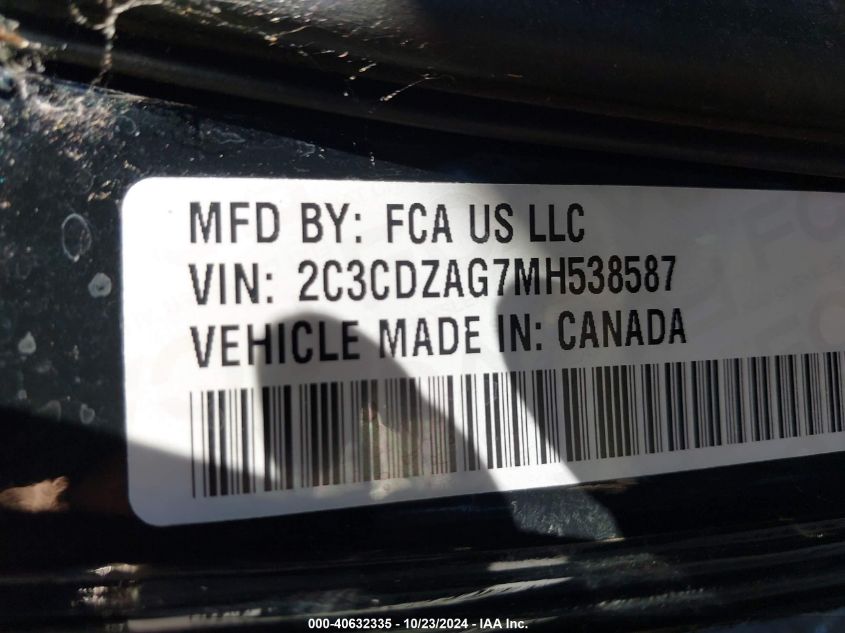 MFD BY: FCA US LLC
VIN: 2C3CDZAG7MH538587
VEHICLE MADE IN: CANADA
000-40632335 - 10/23/2024 - IAA Inc.